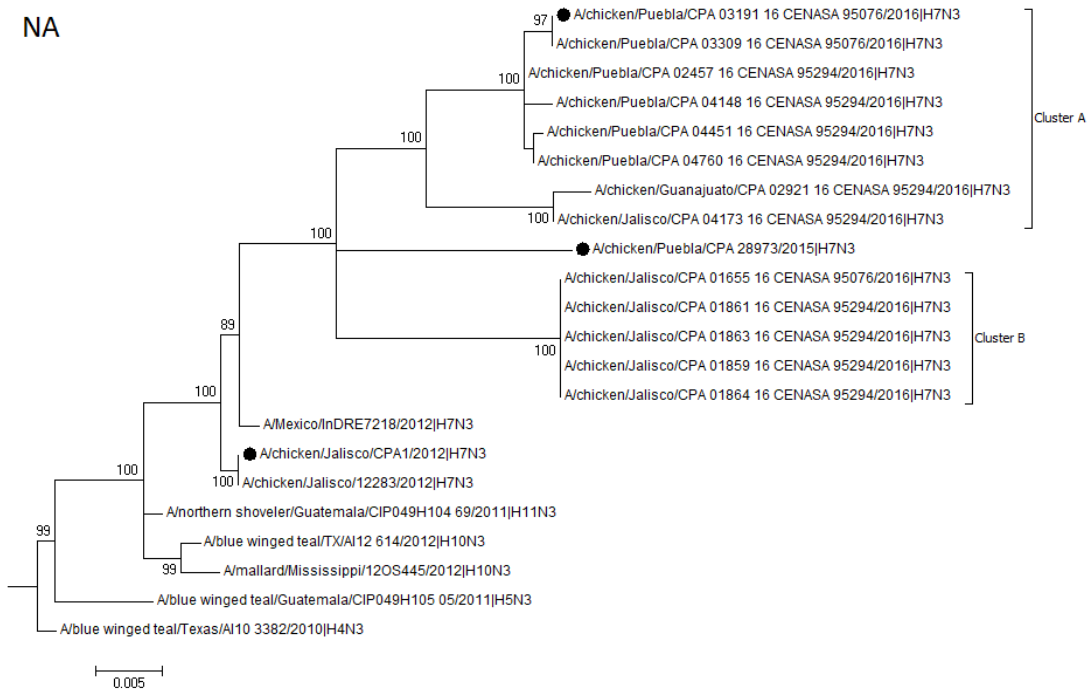 NA
97
A/chicken/Puebla/CPA 03191 16 CENASA 95076/2016|H7N3
A/chicken/Puebla/CPA 03309 16 CENASA 95076/2016|H7N3
100
A/chicken/Puebla/CPA 02457 16 CENASA 95294/2016|H7N3
A/chicken/Puebla/CPA 04148 16 CENASA 95294/2016|H7N3
Cluster A
100
A/chicken/Puebla/CPA 04451 16 CENASA 95294/2016|H7N3
A/chicken/Puebla/CPA 04760 16 CENASA 95294/2016|H7N3
A/chicken/Guanajuato/CPA 02921 16 CENASA 95294/2016|H7N3
100
A/chicken/Jalisco/CPA 04173 16 CENASA 95294/2016|H7N3
100
A/chicken/Puebla/CPA 28973/2015|H7N3
A/chicken/Jalisco/CPA 01655 16 CENASA 95076/2016|H7N3
A/chicken/Jalisco/CPA 01861 16 CENASA 95294/2016|H7N3
89
A/chicken/Jalisco/CPA 01863 16 CENASA 95294/2016|H7N3
Cluster B
100
A/chicken/Jalisco/CPA 01859 16 CENASA 95294/2016|H7N3
A/chicken/Jalisco/CPA 01864 16 CENASA 95294/2016|H7N3
100
A/Mexico/InDRE7218/2012|H7N3
A/chicken/Jalisco/CPA1/2012|H7N3
100
100
A/chicken/Jalisco/12283/2012|H7N3
A/northern shoveler/Guatemala/CIP049H104 69/2011|H11N3
99
A/blue winged teal/TX/AI12 614/2012|H10N3
99
A/mallard/Mississippi/12OS445/2012|H10N3
A/blue winged teal/Guatemala/CIP049H105 05/2011|H5N3
A/blue winged teal/Texas/AI10 3382/2010|H4N3
0.005